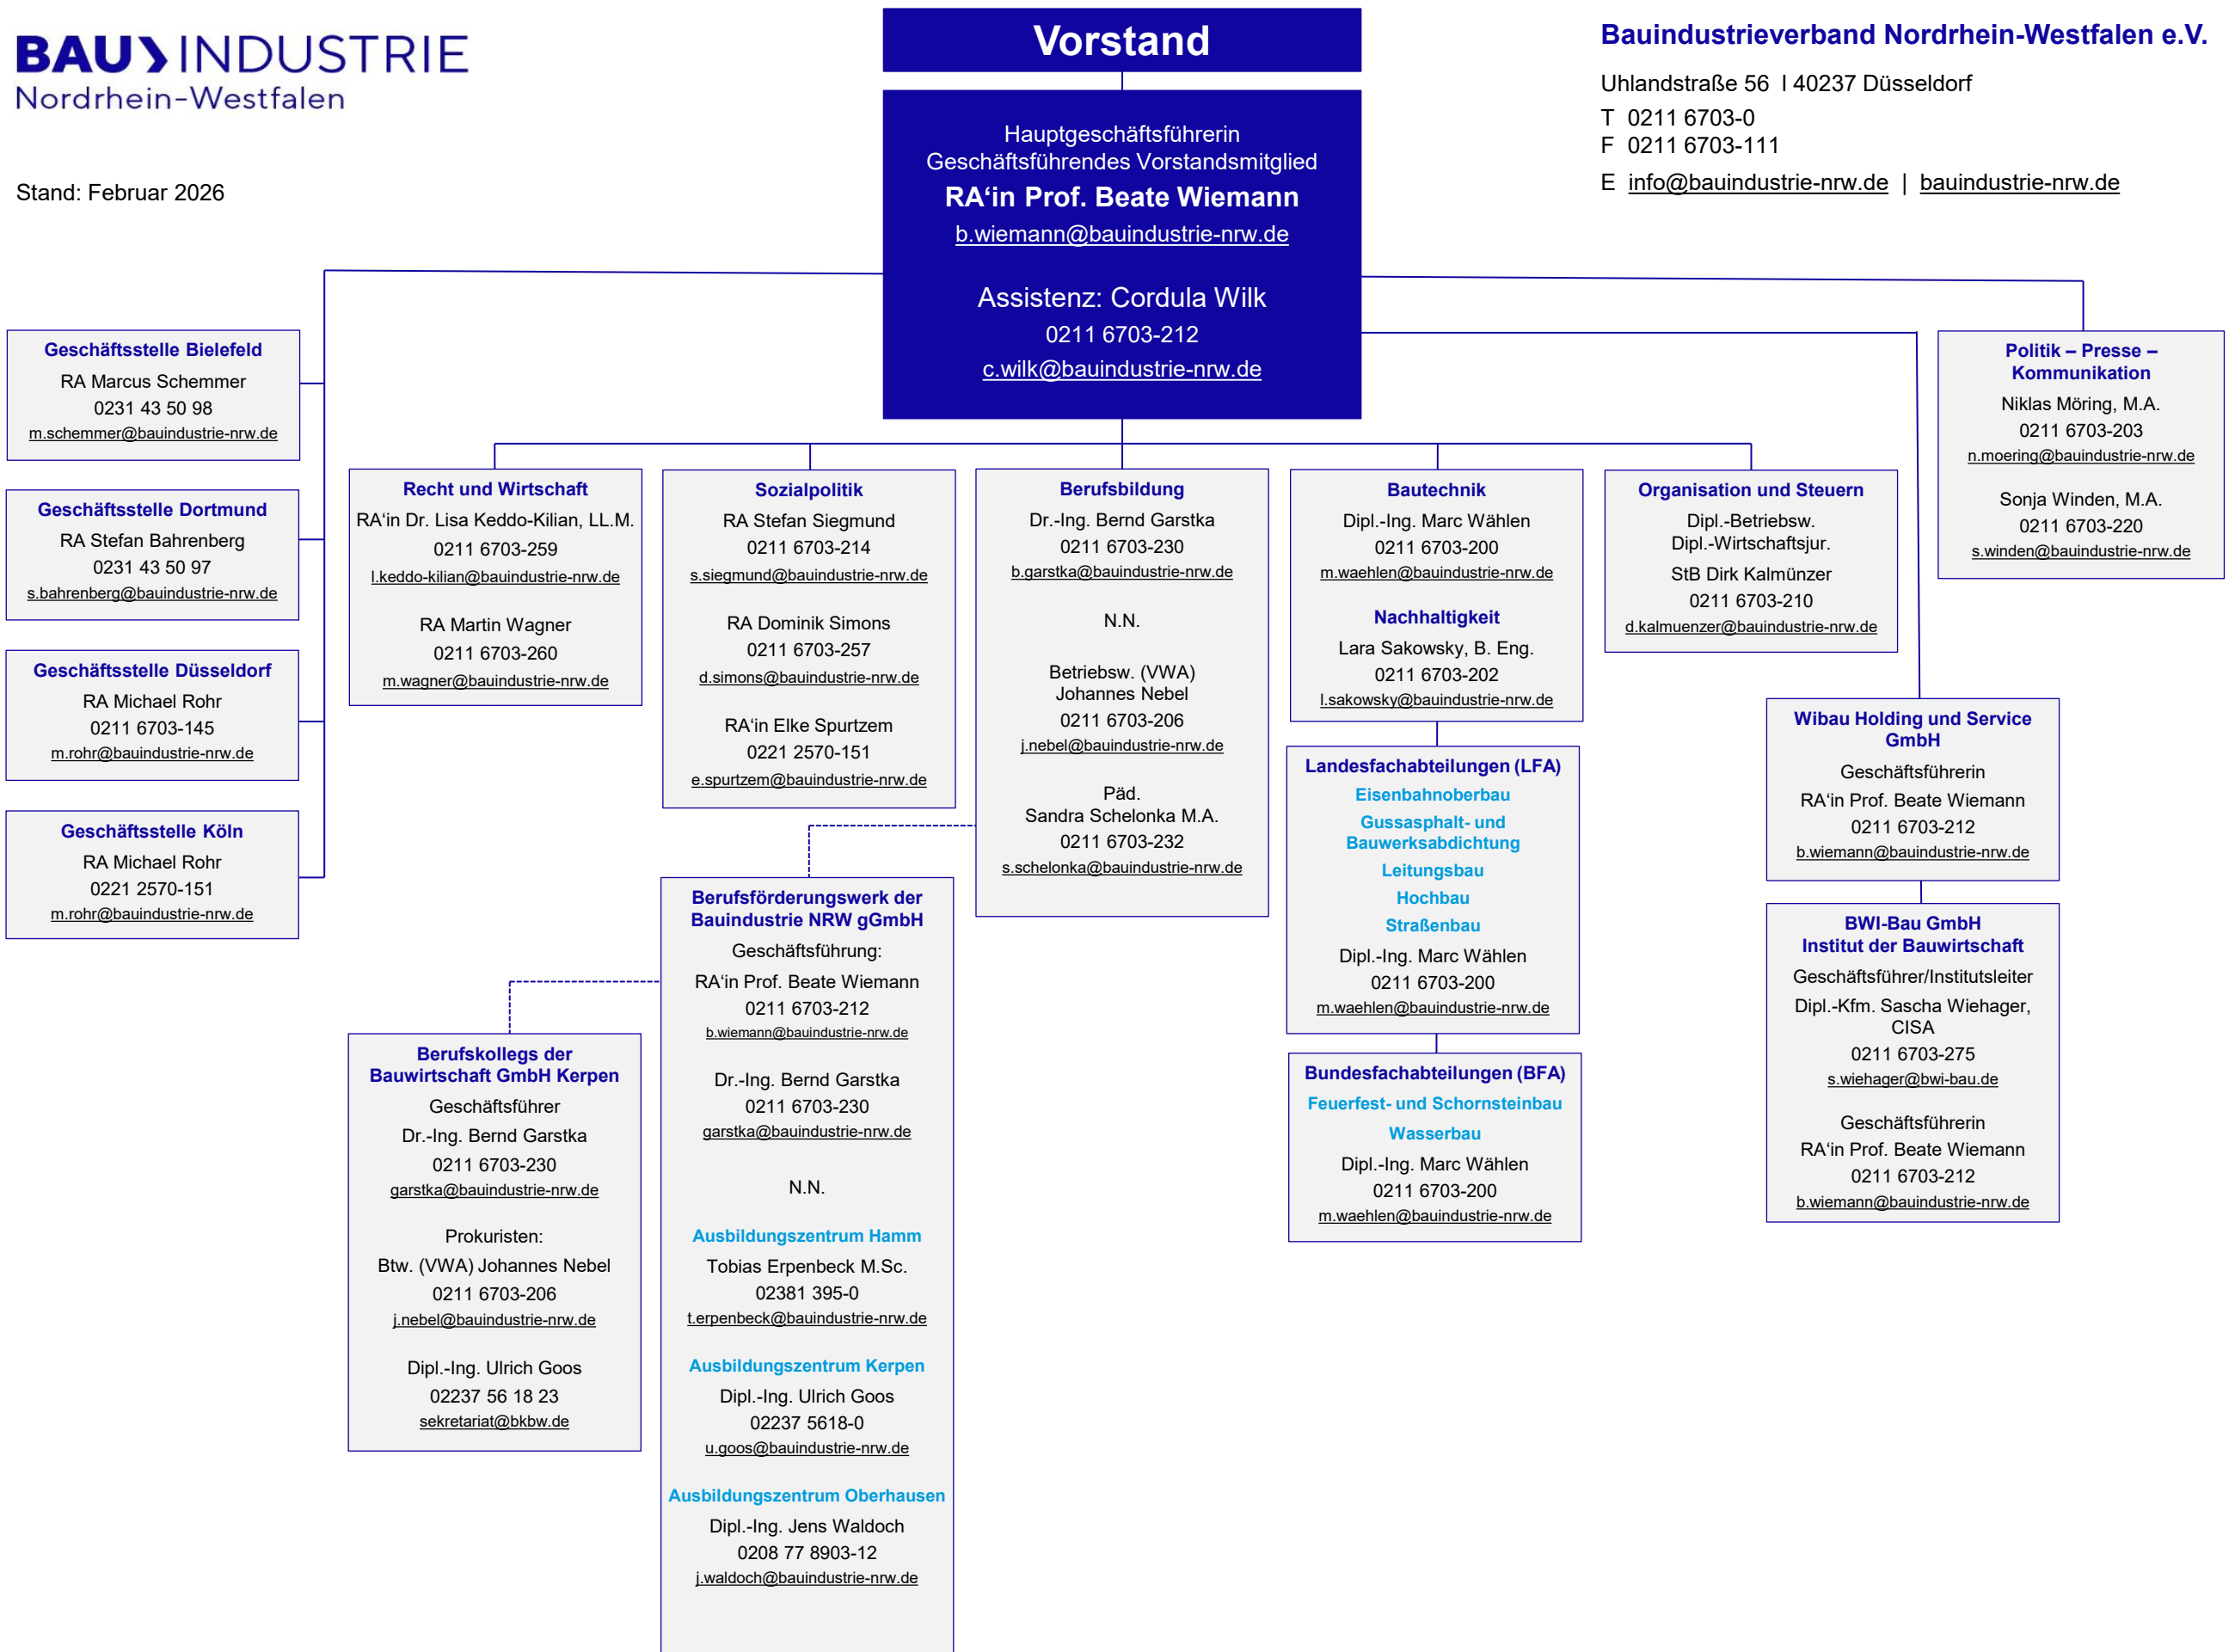 BAU INDUSTRIE
Nordrhein-Westfalen
Stand: Februar 2026
Vorstand
Hauptgeschäftsführerin
Geschäftsführendes Vorstandsmitglied
RA‘in Prof. Beate Wiemann
b.wiemann@bauindustrie-nrw.de
Assistenz: Cordula Wilk
0211 6703-212
c.wilk@bauindustrie-nrw.de
Bauindustrieverband Nordrhein-Westfalen e.V.
Uhlandstraße 56 l 40237 Düsseldorf
T 0211 6703-0
F 0211 6703-111
E info@bauindustrie-nrw.de | bauindustrie-nrw.de
Geschäftsstelle Bielefeld
RA Marcus Schemmer
0231 43 50 98
m.schemmer@bauindustrie-nrw.de
Geschäftsstelle Dortmund
RA Stefan Bahrenberg
0231 43 50 97
s.bahrenberg@bauindustrie-nrw.de
Geschäftsstelle Düsseldorf
RA Michael Rohr
0211 6703-145
m.rohr@bauindustrie-nrw.de
Geschäftsstelle Köln
RA Michael Rohr
0221 2570-151
m.rohr@bauindustrie-nrw.de
Recht und Wirtschaft
RA‘in Dr. Lisa Keddo-Kilian, LL.M.
0211 6703-259
l.keddo-kilian@bauindustrie-nrw.de
RA Martin Wagner
0211 6703-260
m.wagner@bauindustrie-nrw.de
Sozialpolitik
RA Stefan Siegmund
0211 6703-214
s.siegmund@bauindustrie-nrw.de
RA Dominik Simons
0211 6703-257
d.simons@bauindustrie-nrw.de
RA‘in Elke Spurtzem
0221 2570-151
e.spurtzem@bauindustrie-nrw.de
Berufsbildung
Dr.-Ing. Bernd Garstka
0211 6703-230
b.garstka@bauindustrie-nrw.de
N.N.
Betriebsw. (VWA)
Johannes Nebel
0211 6703-206
j.nebel@bauindustrie-nrw.de
Päd.
Sandra Schelonka M.A.
0211 6703-232
s.schelonka@bauindustrie-nrw.de
Bautechnik
Dipl.-Ing. Marc Wählen
0211 6703-200
m.waehlen@bauindustrie-nrw.de
Nachhaltigkeit
Lara Sakowsky, B. Eng.
0211 6703-202
l.sakowsky@bauindustrie-nrw.de
Organisation und Steuern
Dipl.-Betriebsw.
Dipl.-Wirtschaftsjur.
StB Dirk Kalmünzer
0211 6703-210
d.kalmuenzer@bauindustrie-nrw.de
Politik – Presse –
Kommunikation
Niklas Möring, M.A.
0211 6703-203
n.moering@bauindustrie-nrw.de
Sonja Winden, M.A.
0211 6703-220
s.winden@bauindustrie-nrw.de
Landesfachabteilungen (LFA)
Eisenbahnoberbau
Gussasphalt- und
Bauwerksabdichtung
Leitungsbau
Hochbau
Straßenbau
Dipl.-Ing. Marc Wählen
0211 6703-200
m.waehlen@bauindustrie-nrw.de
Bundesfachabteilungen (BFA)
Feuerfest- und Schornsteinbau
Wasserbau
Dipl.-Ing. Marc Wählen
0211 6703-200
m.waehlen@bauindustrie-nrw.de
Wibau Holding und Service
GmbH
Geschäftsführerin
RA‘in Prof. Beate Wiemann
0211 6703-212
b.wiemann@bauindustrie-nrw.de
BWI-Bau GmbH
Institut der Bauwirtschaft
Geschäftsführer/Institutsleiter
Dipl.-Kfm. Sascha Wiehager,
CISA
0211 6703-275
s.wiehager@bwi-bau.de
Geschäftsführerin
RA‘in Prof. Beate Wiemann
0211 6703-212
b.wiemann@bauindustrie-nrw.de
Berufsförderungswerk der
Bauindustrie NRW gGmbH
Geschäftsführung:
RA‘in Prof. Beate Wiemann
0211 6703-212
b.wiemann@bauindustrie-nrw.de
Dr.-Ing. Bernd Garstka
0211 6703-230
garstka@bauindustrie-nrw.de
N.N.
Ausbildungszentrum Hamm
Tobias Erpenbeck M.Sc.
02381 395-0
t.erpenbeck@bauindustrie-nrw.de
Ausbildungszentrum Kerpen
Dipl.-Ing. Ulrich Goos
02237 5618-0
u.goos@bauindustrie-nrw.de
Ausbildungszentrum Oberhausen
Dipl.-Ing. Jens Waldoch
0208 77 8903-12
j.waldoch@bauindustrie-nrw.de
Berufskollegs der
Bauwirtschaft GmbH Kerpen
Geschäftsführer
Dr.-Ing. Bernd Garstka
0211 6703-230
garstka@bauindustrie-nrw.de
Prokuristen:
Btw. (VWA) Johannes Nebel
0211 6703-206
j.nebel@bauindustrie-nrw.de
Dipl.-Ing. Ulrich Goos
02237 56 18 23
sekretariat@bkbw.de